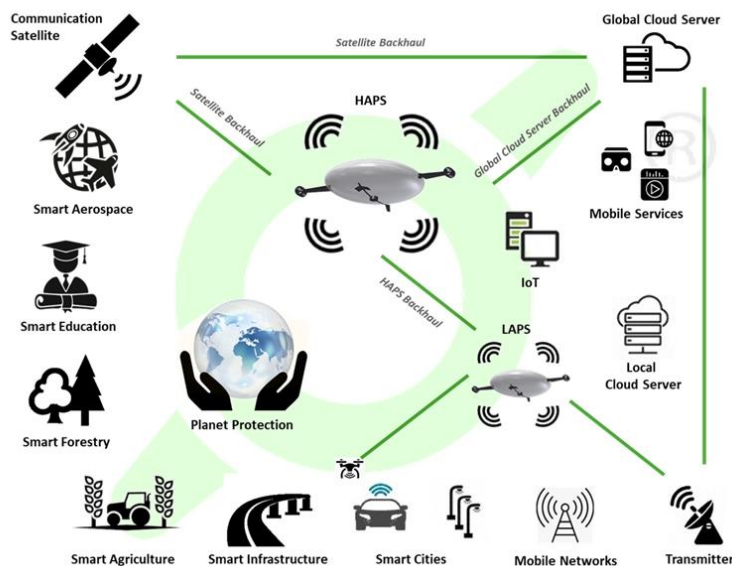 Communication
Satellite
Satellite Backhaul
Global Cloud Server
HAPS
Satellite Backhaul
Global Cloud Server Backhaul
®
Smart Aerospace
Mobile Services
IoT
HAPS Backhaul
Smart Education
LAPS
Local
Cloud Server
Planet Protection
Smart Forestry
Smart Agriculture
Smart Infrastructure
Smart Cities
Mobile Networks
Transmitter